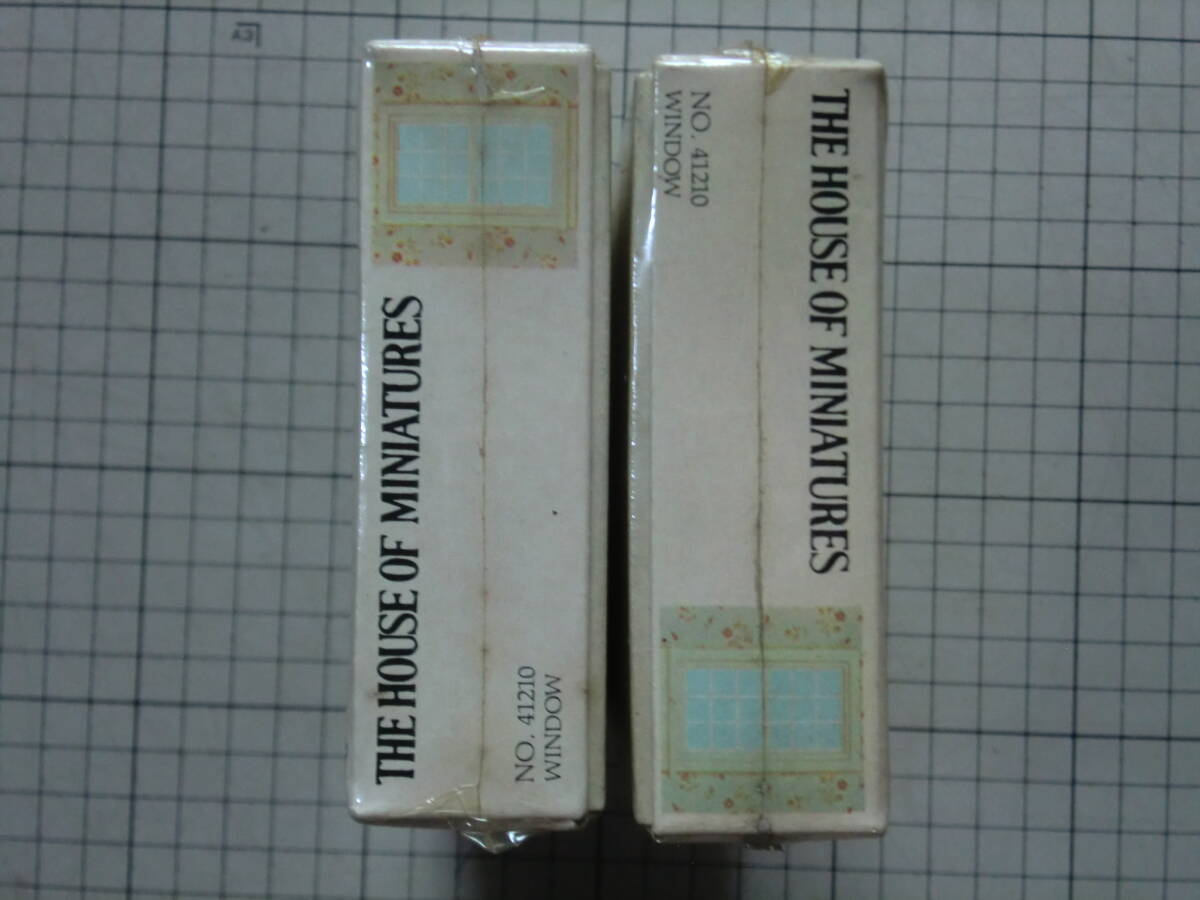 A3
THE HOUSE OF MINIATURES
NO. 41210
WINDOW
THE HOUSE OF MINIATURES
NO. 41210
WINDOW